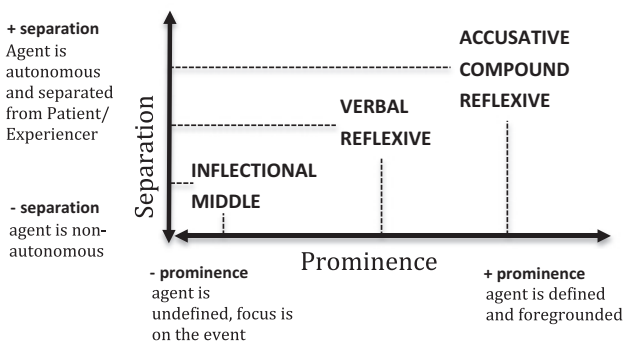 + separation
Agent is
autonomous
and separated
from Patient/
Experiencer
- separation
agent is non-
autonomous
Separation
ACCUSATIVE
COMPOUND
REFLEXIVE
VERBAL
REFLEXIVE
INFLECTIONAL
MIDDLE
Prominence
- prominence
agent is
undefined, focus is
on the event
+ prominence
agent is defined
and foregrounded